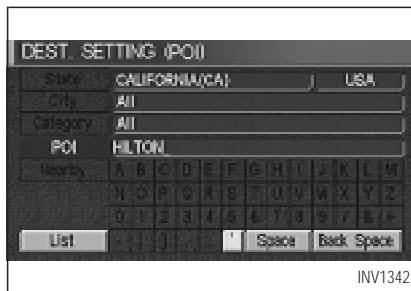 DEST. SETTING (POI)
State CALIFORNIA(CA) USA
City All
Category All
POI HILTON_
Nearby A B C D E F G H I J K L M
N O P Q R S T U V W X Y Z
0 1 2 3 4 5 6 7 8 9 / & +
List - ( ) . ' Space Back Space
INV1342